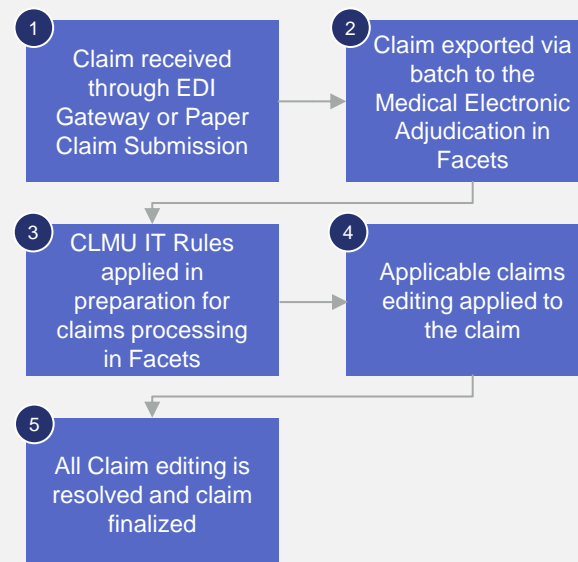 1
Claim received
through EDI
Gateway or Paper
Claim Submission
2
Claim exported via
batch to the
Medical Electronic
Adjudication in
Facets
3
CLMU IT Rules
applied in
preparation for
claims processing
in Facets
4
Applicable claims
editing applied to
the claim
5
All Claim editing is
resolved and claim
finalized